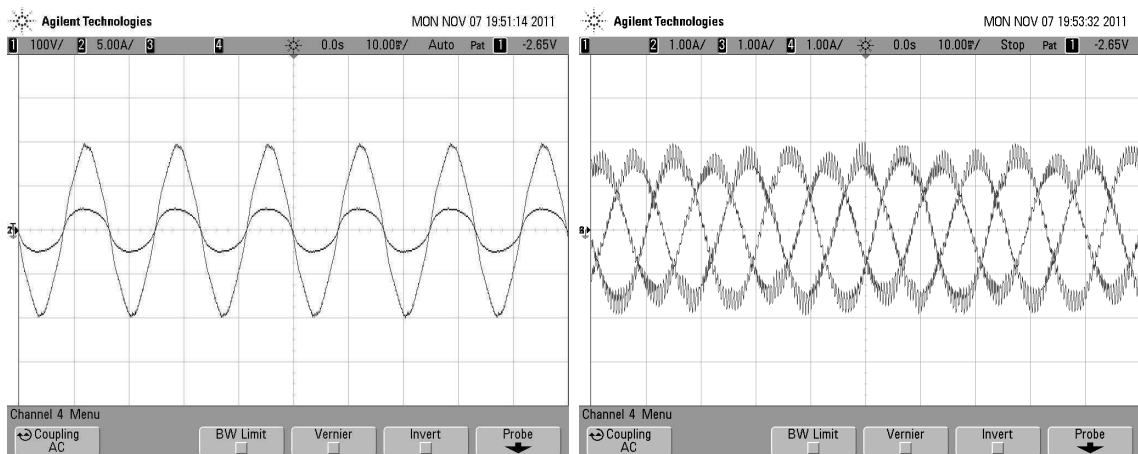 Agilent Technologies MON NOV 07 19:51:14 2011
1 100V/ 2 5.00A/ 3 4 0.0s 10.00ms/ Auto Pat 1 -2.65V
Channel 4 Menu
Coupling BW Limit Vernier Invert Probe
AC
Agilent Technologies MON NOV 07 19:53:32 2011
1 2 1.00A/ 3 1.00A/ 4 1.00A/ 0.0s 10.00ms/ Stop Pat 1 -2.65V
Channel 4 Menu
Coupling BW Limit Vernier Invert Probe
AC